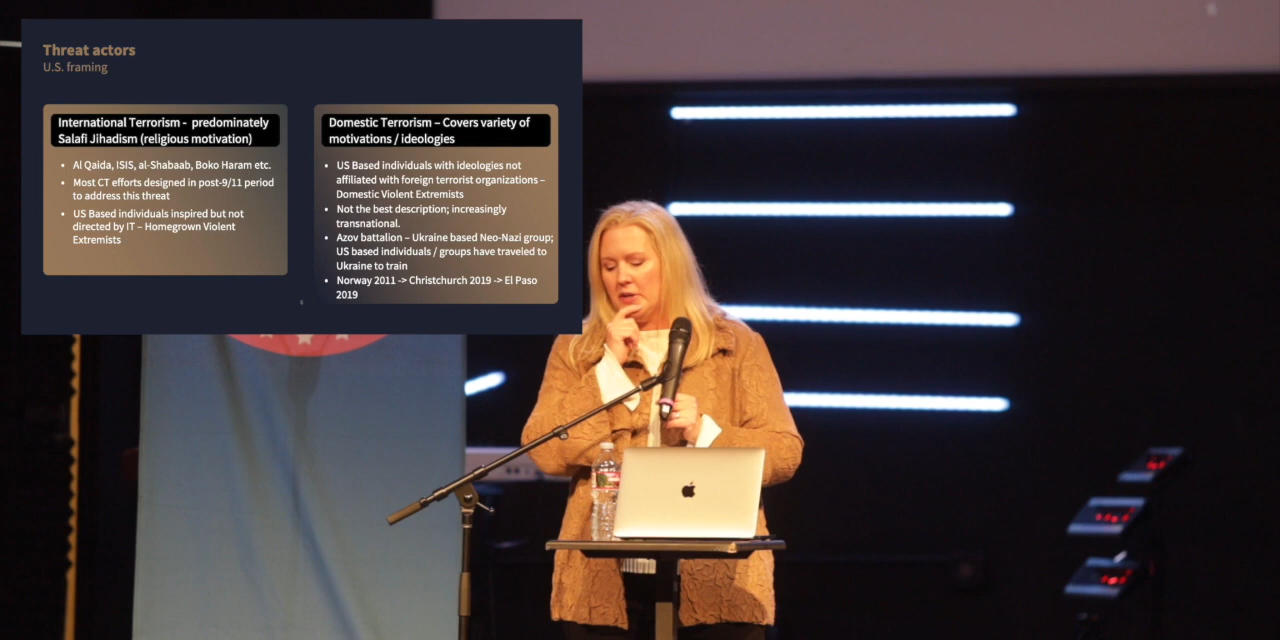 Threat actors
U.S. framing
International Terrorism - predominately
Salafi Jihadism (religious motivation)
• Al Qaida, ISIS, al-Shabaab, Boko Haram etc.
• Most CT efforts designed in post-9/11 period
to address this threat
• US Based individuals inspired but not
directed by IT – Homegrown Violent
Extremists
Domestic Terrorism – Covers variety of
motivations / ideologies
• US Based individuals with ideologies not
affiliated with foreign terrorist organizations –
Domestic Violent Extremists
• Not the best description; increasingly
transnational.
• Azov battalion – Ukraine based Neo-Nazi group;
US based individuals / groups have traveled to
Ukraine to train
• Norway 2011 -> Christchurch 2019 -> El Paso
2019